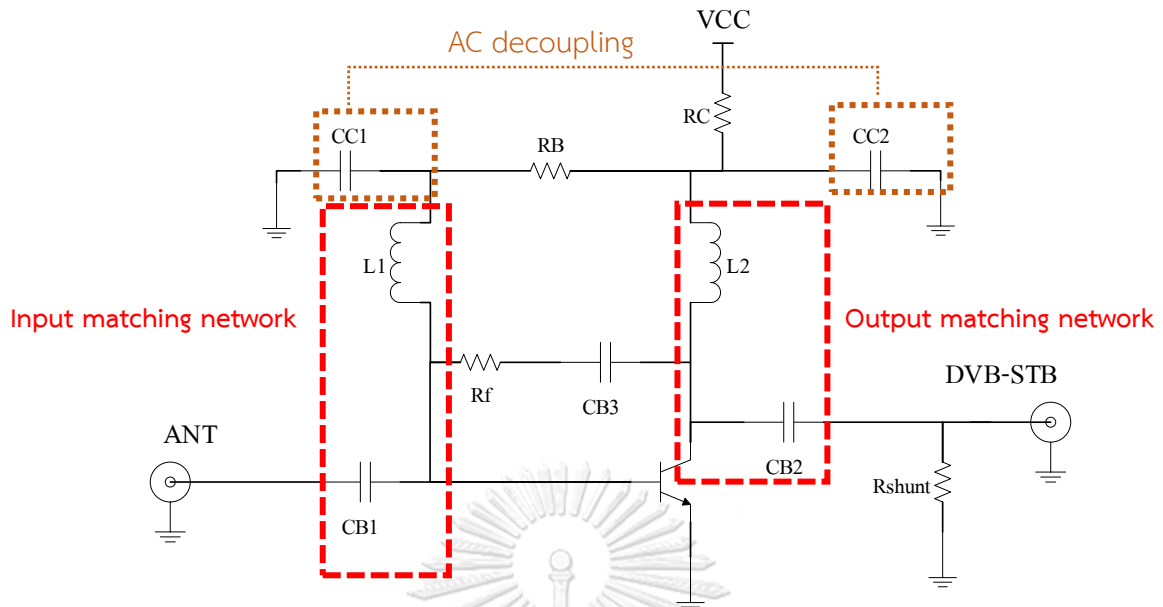 VCC
AC decoupling
CC1
RB
RC
CC2
L1
L2
Input matching network
Output matching network
Rf
CB3
DVB-STB
ANT
CB1
CB2
Rshunt